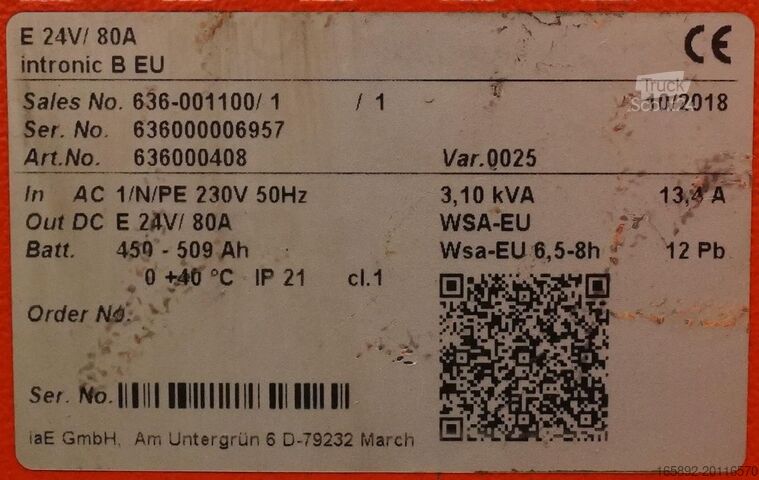 E 24V/ 80A
intronic B EU
CE
Sales No. 636-001100/ 1 / 1 10/2018
Ser. No. 636000006957
Art.No. 636000408 Var.0025
In AC 1/N/PE 230V 50Hz 3,10 kVA 13,4 A
Out DC E 24V/ 80A WSA-EU
Batt. 450 - 509 Ah Wsa-EU 6,5-8h 12 Pb
0 +40 °C IP 21 cl.1
Order No.
Ser. No.
iaE GmbH, Am Untergrün 6 D-79232 March
Truck
165892-20116570